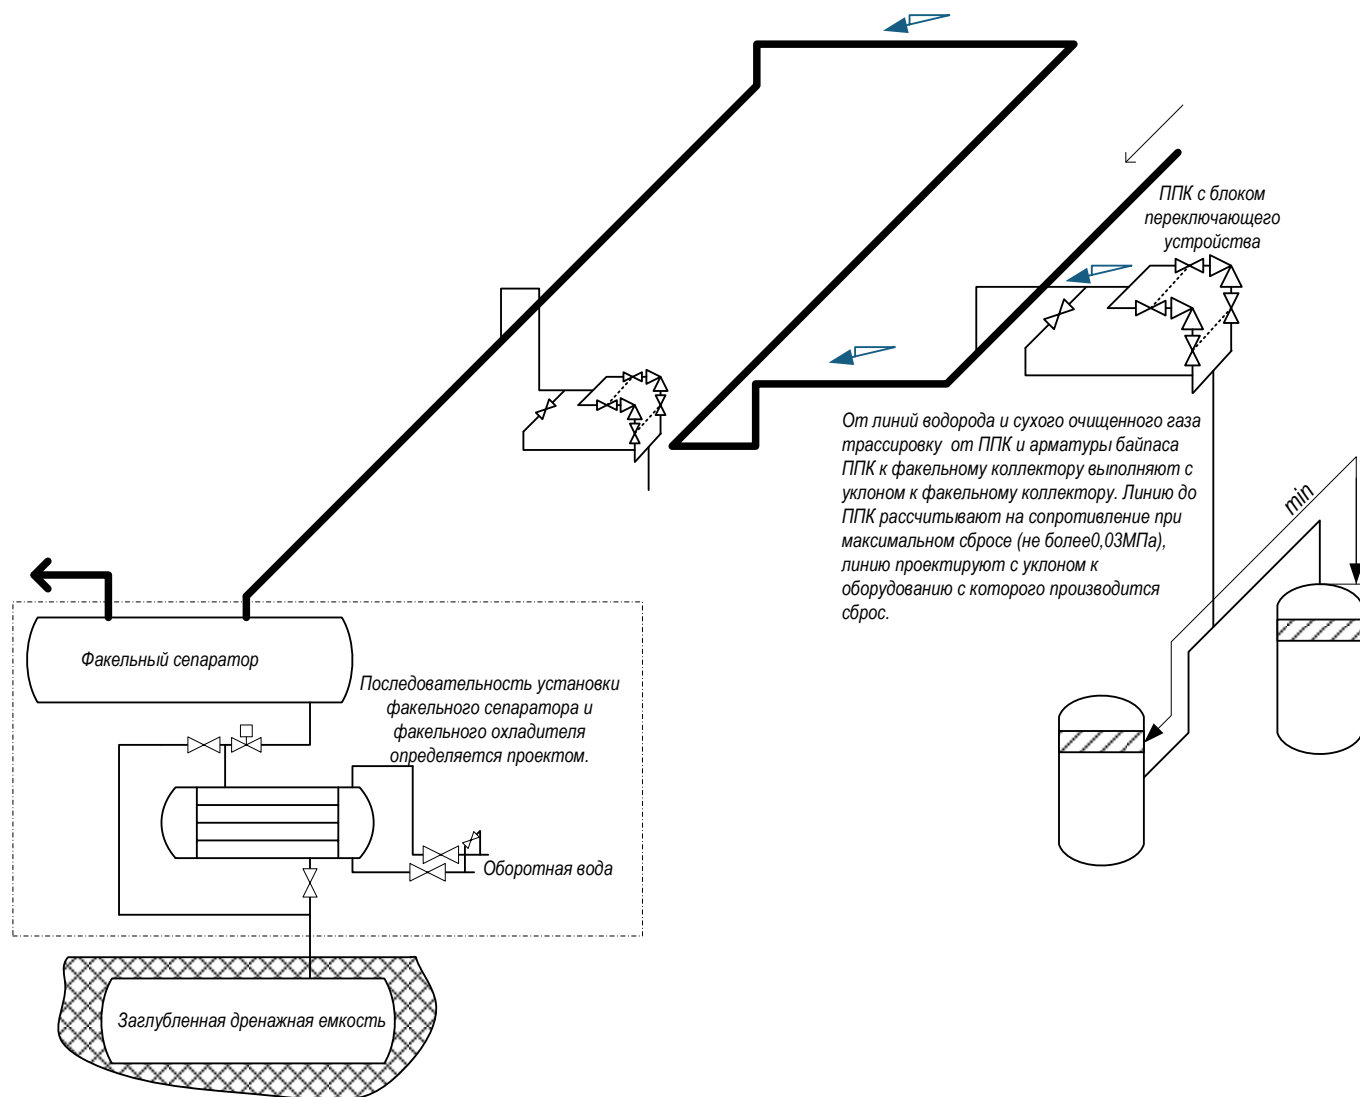 ППК с блоком
переключающего
устройства
От линий водорода и сухого очищенного газа
трассировку от ППК и арматуры байпаса
ППК к факельному коллектору выполняют с
уклоном к факельному коллектору. Линию до
ППК рассчитывают на сопротивление при
максимальном сбросе (не более0,03МПа),
линию проектируют с уклоном к
оборудованию с которого производится
сброс.
min
Факельный сепаратор
Последовательность установки
факельного сепаратора и
факельного охладителя
определяется проектом.
Оборотная вода
Заглубленная дренажная емкость